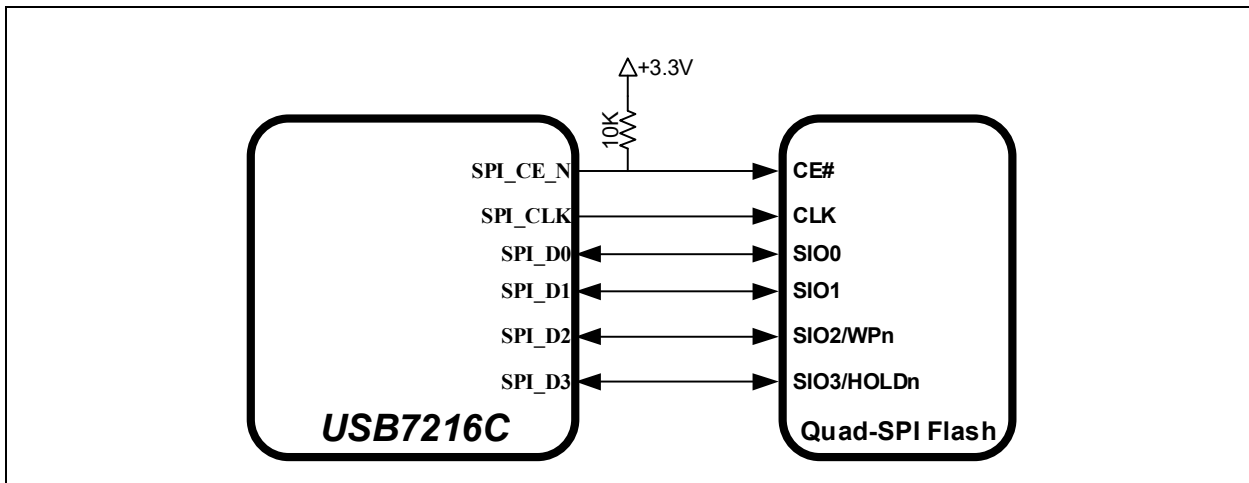 +3.3V
10K
SPI_CE_N CE#
SPI_CLK CLK
SPI_D0 SIO0
SPI_D1 SIO1
SPI_D2 SIO2/WPn
SPI_D3 SIO3/HOLDn
USB7216C Quad-SPI Flash